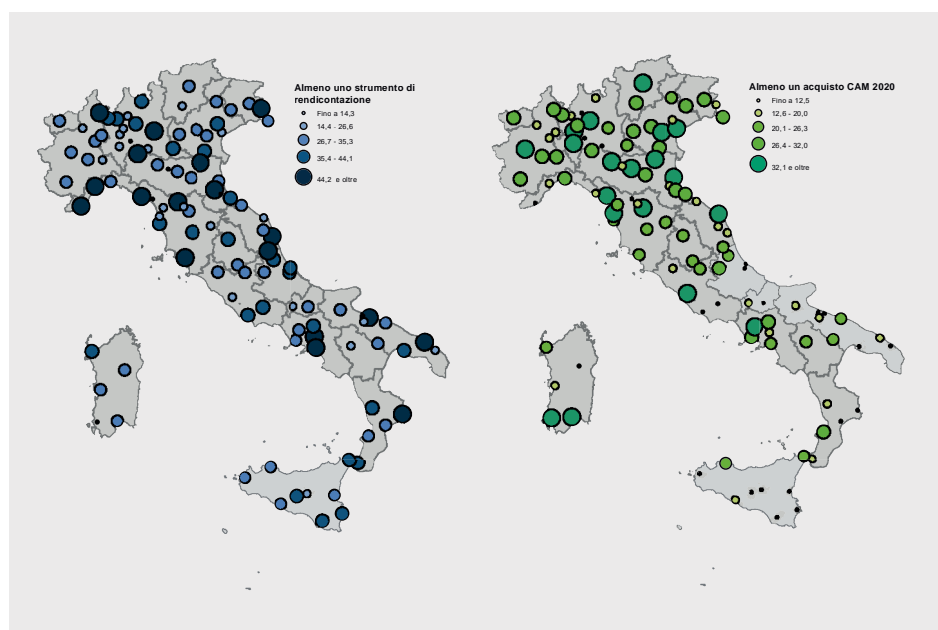 Almeno uno strumento di
rendicontazione
Fino a 14,3
14,4 - 26,6
26,7 - 35,3
35,4 - 44,1
44,2 e oltre
Almeno un acquisto CAM 2020
Fino a 12,5
12,6 - 20,0
20,1 - 26,3
26,4 - 32,0
32,1 e oltre